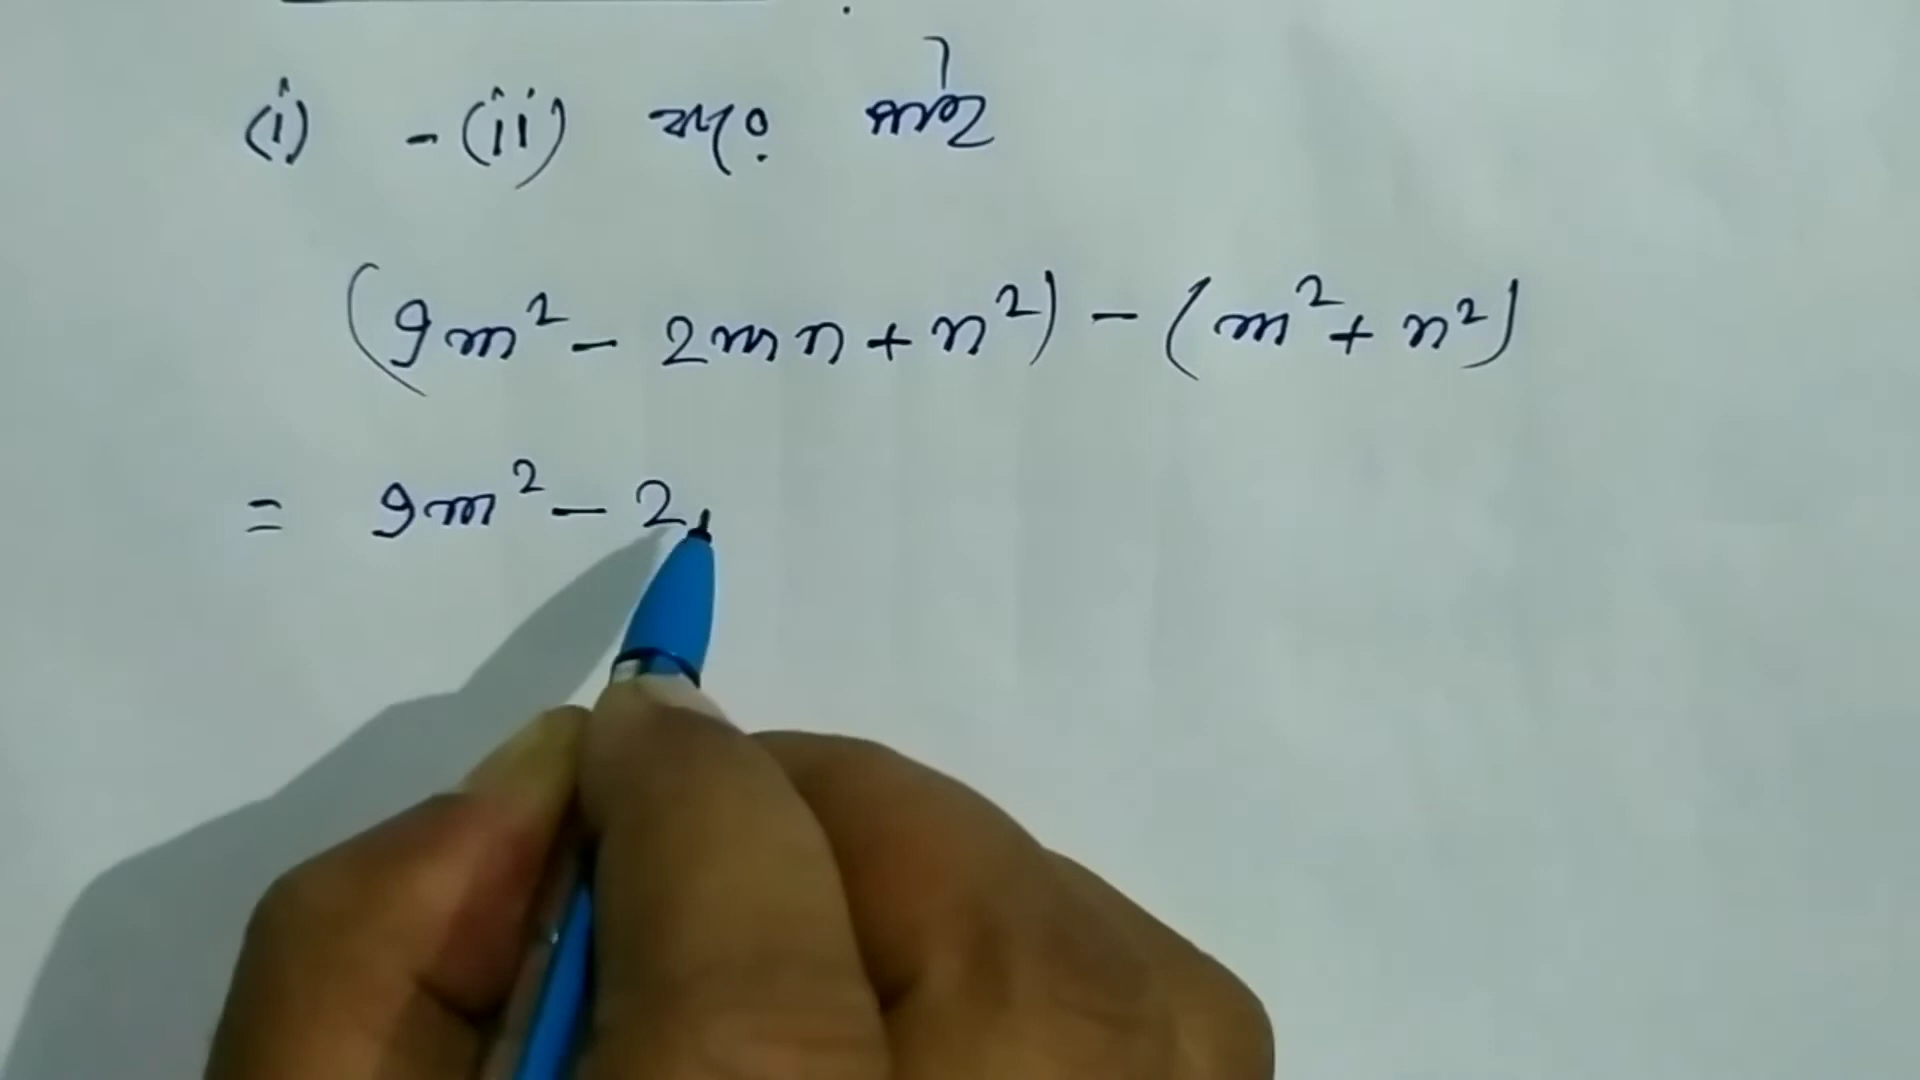 (i) - (ii) নং করে
(9m² - 2mn + n²) - (m² + n²)
= 9m² - 2